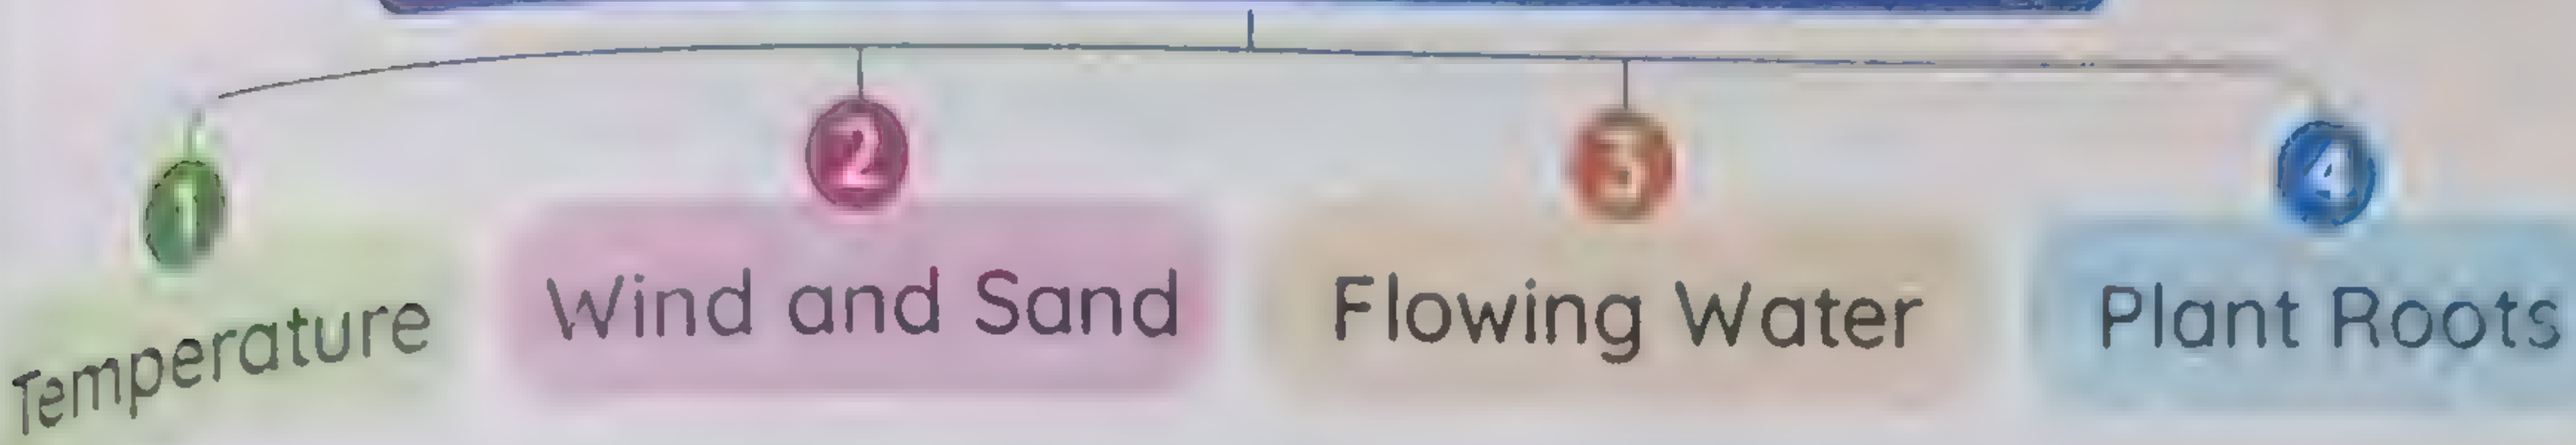 1
2
3
4
Temperature
Wind and Sand
Flowing Water
Plant Roots